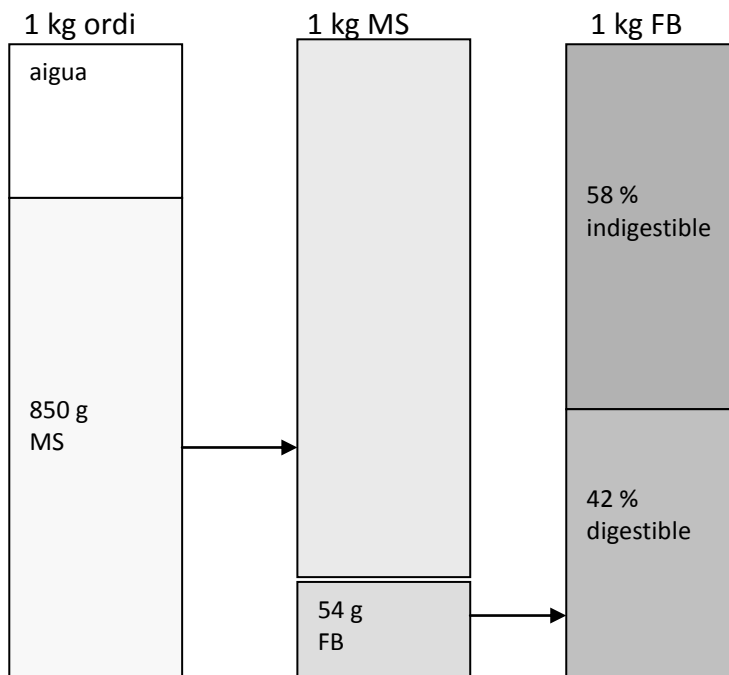 1 kg ordi
1 kg MS
1 kg FB
aigua
850 g
MS
54 g
FB
58 %
indigestible
42 %
digestible